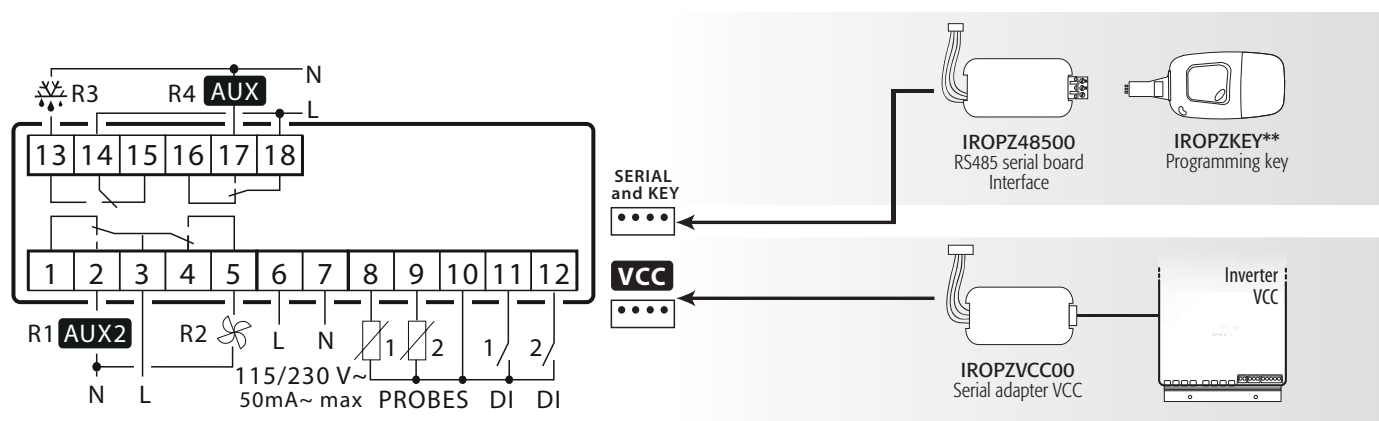 N
R3 R4 AUX
L
13 14 15 16 17 18
1 2 3 4 5 6 7 8 9 10 11 12
R1 AUX2 R2 L N 1 2 1 2
115/230 V~
N L 50mA~ max PROBES DI DI
SERIAL
and KEY
VCC
IROPZ48500
RS485 serial board
Interface
IROPZKEY**
Programming key
Inverter
VCC
IROPZVCC00
Serial adapter VCC